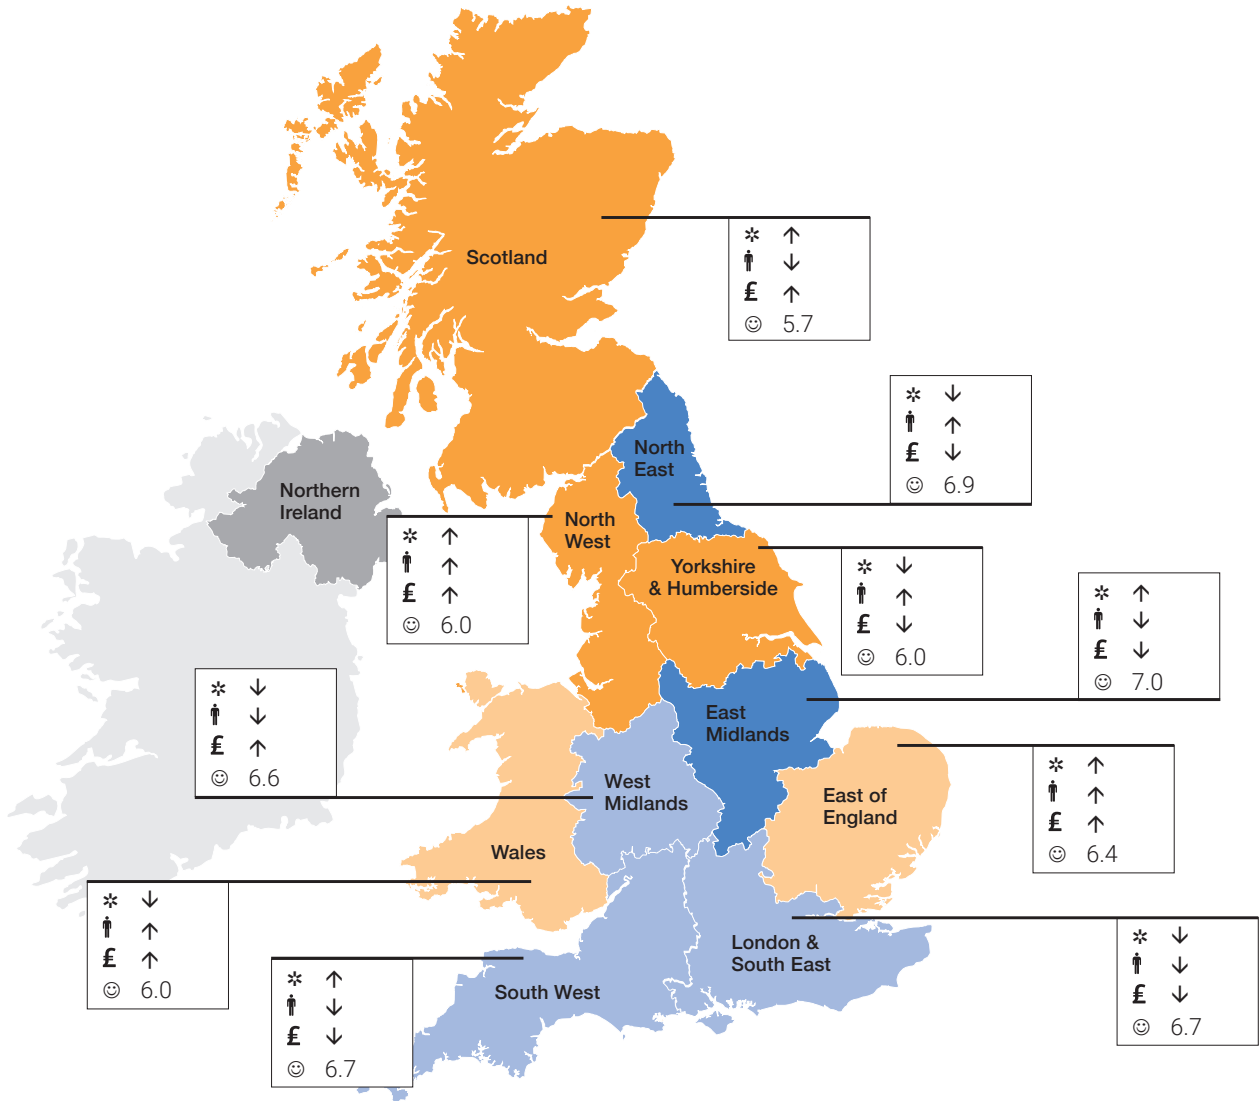 Scotland
✲ ↑
↓
£ ↑
☺ 5.7
✲ ↓
↑
£ ↓
☺ 6.9
North
East
Northern
Ireland
North
West
✲ ↑
↑
£ ↑
☺ 6.0
Yorkshire
& Humberside
✲ ↓
↑
£ ↓
☺ 6.0
✲ ↑
↓
£ ↓
☺ 7.0
✲ ↓
↓
£ ↑
☺ 6.6
East
Midlands
West
Midlands
East of
England
✲ ↑
↑
£ ↑
☺ 6.4
Wales
✲ ↓
↑
£ ↑
☺ 6.0
London &
South East
✲ ↓
↓
£ ↓
☺ 6.7
South West
✲ ↑
↓
£ ↓
☺ 6.7